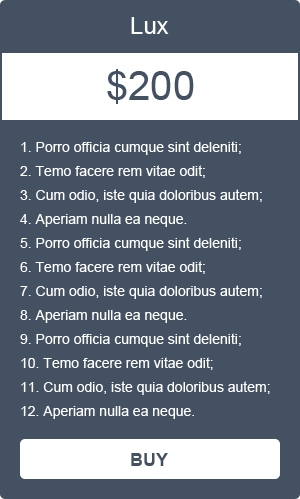 Lux
$200
1. Porro officia cumque sint deleniti;
2. Temo facere rem vitae odit;
3. Cum odio, iste quia doloribus autem;
4. Aperiam nulla ea neque.
5. Porro officia cumque sint deleniti;
6. Temo facere rem vitae odit;
7. Cum odio, iste quia doloribus autem;
8. Aperiam nulla ea neque.
9. Porro officia cumque sint deleniti;
10. Temo facere rem vitae odit;
11. Cum odio, iste quia doloribus autem;
12. Aperiam nulla ea neque.
BUY